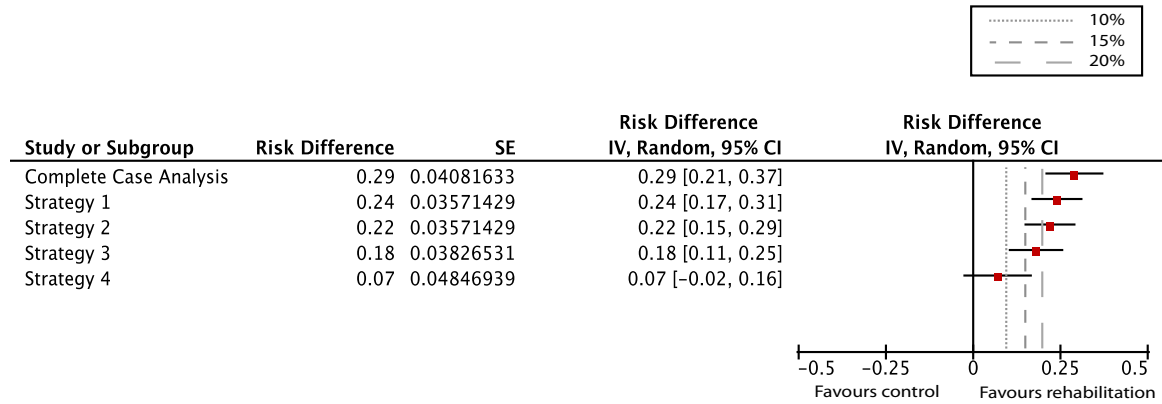 10%
15%
20%
Risk Difference Risk Difference
Study or Subgroup Risk Difference SE IV, Random, 95% CI IV, Random, 95% CI
Complete Case Analysis 0.29 0.04081633 0.29 [0.21, 0.37]
Strategy 1 0.24 0.03571429 0.24 [0.17, 0.31]
Strategy 2 0.22 0.03571429 0.22 [0.15, 0.29]
Strategy 3 0.18 0.03826531 0.18 [0.11, 0.25]
Strategy 4 0.07 0.04846939 0.07 [−0.02, 0.16]
−0.5 −0.25 0 0.25 0.5
Favours control Favours rehabilitation